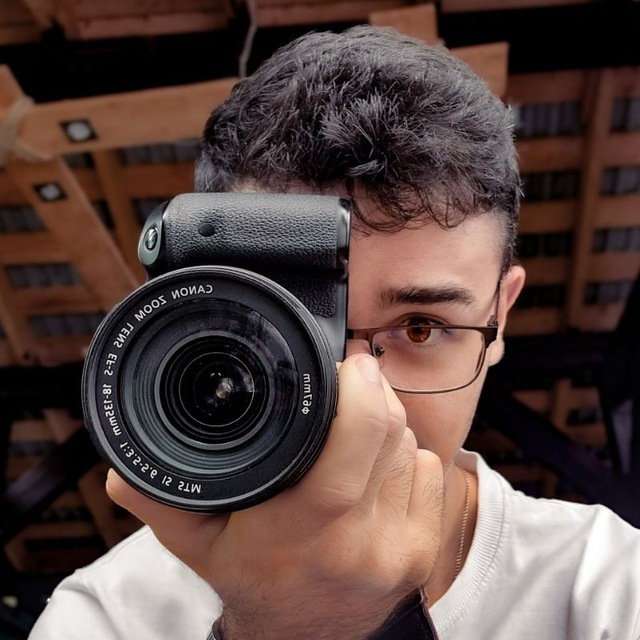 CANON ZOOM LENS EF-S 18-135mm 1:3.5-5.6 IS STM
φ67mm